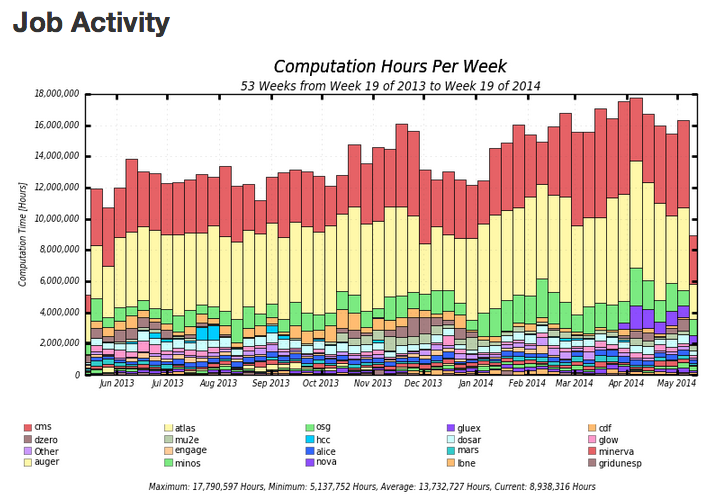 Job Activity
Computation Hours Per Week
53 Weeks from Week 19 of 2013 to Week 19 of 2014
18,000,000
16,000,000
14,000,000
12,000,000
10,000,000
8,000,000
6,000,000
4,000,000
2,000,000
0
Computation Time [Hours]
Jun 2013 Jul 2013 Aug 2013 Sep 2013 Oct 2013 Nov 2013 Dec 2013 Jan 2014 Feb 2014 Mar 2014 Apr 2014 May 2014
cms atlas osg gluex cdf
dzero mu2e hcc dosar glow
Other engage alice mars minerva
auger minos nova lbne gridunesp
Maximum: 17,790,597 Hours, Minimum: 5,137,752 Hours, Average: 13,732,727 Hours, Current: 8,938,316 Hours